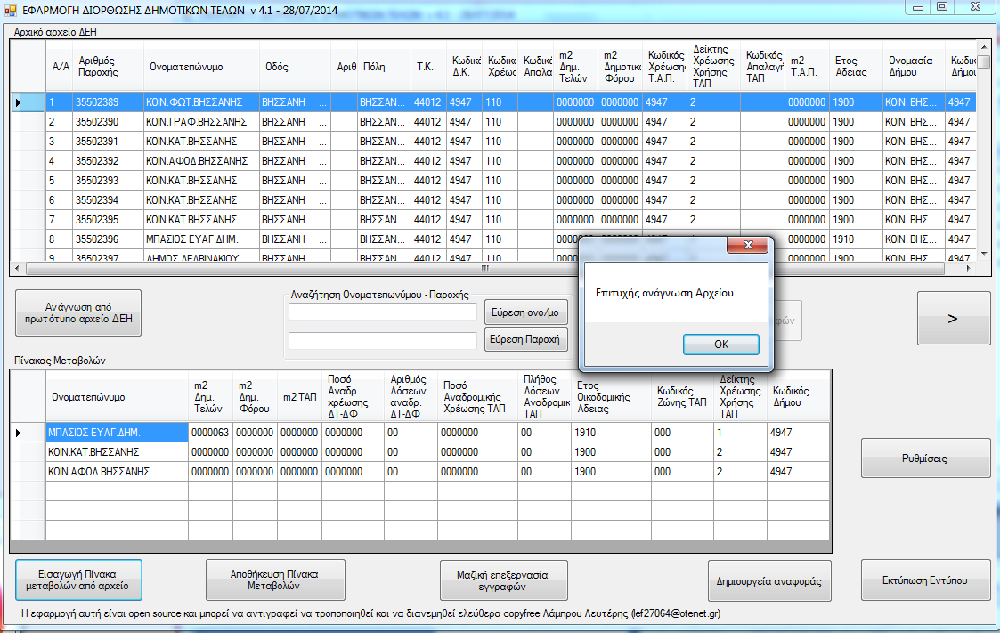 ΕΦΑΡΜΟΓΗ ΔΙΟΡΘΩΣΗΣ ΔΗΜΟΤΙΚΩΝ ΤΕΛΩΝ v 4.1 - 28/07/2014
Αρχικό αρχείο ΔΕΗ
Α/Α Αριθμός Παροχής Ονοματεπώνυμο Οδός Αριθ Πόλη Τ.Κ. Κωδικό Δ.Κ. Κωδικό Χρέωσ Κωδικό Απαλα m2 Δημ. Τελών m2 Δημοτικο Φόρου Κωδικός Χρέωσης Τ.Α.Π. Δείκτης Χρέωσης Χρήσης ΤΑΠ Κωδικός Απαλαγή ΤΑΠ m2 Τ.Α.Π. Ετος Αδειας Ονομασία Δήμου Κωδικ Δήμου
1 35502389 ΚΟΙΝ.ΦΩΤ.ΒΗΣΣΑΝΗΣ ΒΗΣΣΑΝΗ ... ΒΗΣΣΑΝ... 44012 4947 110 0000000 0000000 4947 2 0000000 1900 ΚΟΙΝ. ΒΗΣ... 4947
2 35502390 ΚΟΙΝ.ΓΡΑΦ.ΒΗΣΣΑΝΗΣ ΒΗΣΣΑΝΗ ... ΒΗΣΣΑΝ... 44012 4947 110 0000000 0000000 4947 2 0000000 1900 ΚΟΙΝ. ΒΗΣ... 4947
3 35502391 ΚΟΙΝ.ΚΑΤ.ΒΗΣΣΑΝΗΣ ΒΗΣΣΑΝΗ ... ΒΗΣΣΑΝ... 44012 4947 110 0000000 0000000 4947 2 0000000 1900 ΚΟΙΝ. ΒΗΣ... 4947
4 35502392 ΚΟΙΝ.ΑΦΟΔ.ΒΗΣΣΑΝΗΣ ΒΗΣΣΑΝΗ ... ΒΗΣΣΑΝ... 44012 4947 110 0000000 0000000 4947 2 0000000 1900 ΚΟΙΝ. ΒΗΣ... 4947
5 35502393 ΚΟΙΝ.ΚΑΤ.ΒΗΣΣΑΝΗΣ ΒΗΣΣΑΝΗ ... ΒΗΣΣΑΝ... 44012 4947 110 0000000 0000000 4947 2 0000000 1900 ΚΟΙΝ. ΒΗΣ... 4947
6 35502394 ΚΟΙΝ.ΚΑΤ.ΒΗΣΣΑΝΗΣ ΒΗΣΣΑΝΗ ... ΒΗΣΣΑΝ... 44012 4947 110 0000000 0000000 4947 2 0000000 1900 ΚΟΙΝ. ΒΗΣ... 4947
7 35502395 ΚΟΙΝ.ΚΑΤ.ΒΗΣΣΑΝΗΣ ΒΗΣΣΑΝΗ ... ΒΗΣΣΑΝ... 44012 4947 110 0000000 0000000 4947 2 0000000 1900 ΚΟΙΝ. ΒΗΣ... 4947
8 35502396 ΜΠΑΣΙΟΣ ΕΥΑΓ.ΔΗΜ. ΒΗΣΣΑΝΗ ... ΒΗΣΣΑΝ... 44012 4947 110 0000000 1910 ΚΟΙΝ. ΒΗΣ... 4947
9 35502397 ΔΗΜΟΣ ΔΕΛΒΙΝΑΚΙΟΥ ΒΗΣΣΑΝΗ ... ΒΗΣΣΑΝ... 44012 4947 110 0000000 1900 ΚΟΙΝ. ΒΗΣ 4947
Επιτυχής ανάγνωση Αρχείου
OK
Ανάγνωση από
πρωτότυπο αρχείο ΔΕΗ
Αναζήτηση Ονοματεπωνύμου - Παροχής
Εύρεση ονο/μο
Εύρεση Παροχή
>
Πίνακας Μεταβολών
Ονοματεπώνυμο m2 Δημ. Τελών m2 Δημ. Φόρου m2 ΤΑΠ Ποσό Αναδρ. χρέωσης ΔΤ-ΔΦ Αριθμός Δόσεων αναδρ. ΔΤ-ΔΦ Ποσό Αναδρομικής Χρέωσης ΤΑΠ Πλήθος Δόσεων Αναδρομικ ΤΑΠ Ετος Οικοδομικής Αδειας Κωδικός Ζώνης ΤΑΠ Δείκτης Χρέωσης Χρήσης ΤΑΠ Κωδικός Δήμου
ΜΠΑΣΙΟΣ ΕΥΑΓ.ΔΗΜ. 0000063 0000000 0000000 0000000 00 0000000 00 1910 000 1 4947
ΚΟΙΝ.ΚΑΤ.ΒΗΣΣΑΝΗΣ 0000000 0000000 0000000 0000000 00 0000000 00 1900 000 2 4947
ΚΟΙΝ.ΑΦΟΔ.ΒΗΣΣΑΝΗΣ 0000000 0000000 0000000 0000000 00 0000000 00 1900 000 2 4947
Ρυθμίσεις
Εισαγωγή Πίνακα
μεταβολών από αρχείο
Αποθήκευση Πίνακα
Μεταβολών
Μαζική επεξεργασία
εγγραφών
Δημιουργεία αναφοράς
Εκτύπωση Εντύπου
Η εφαρμογή αυτή είναι open source και μπορεί να αντιγραφεί να τροποποιηθεί και να διανεμηθεί ελεύθερα copyfree Λάμπρου Λευτέρης (lef27064@otenet.gr)